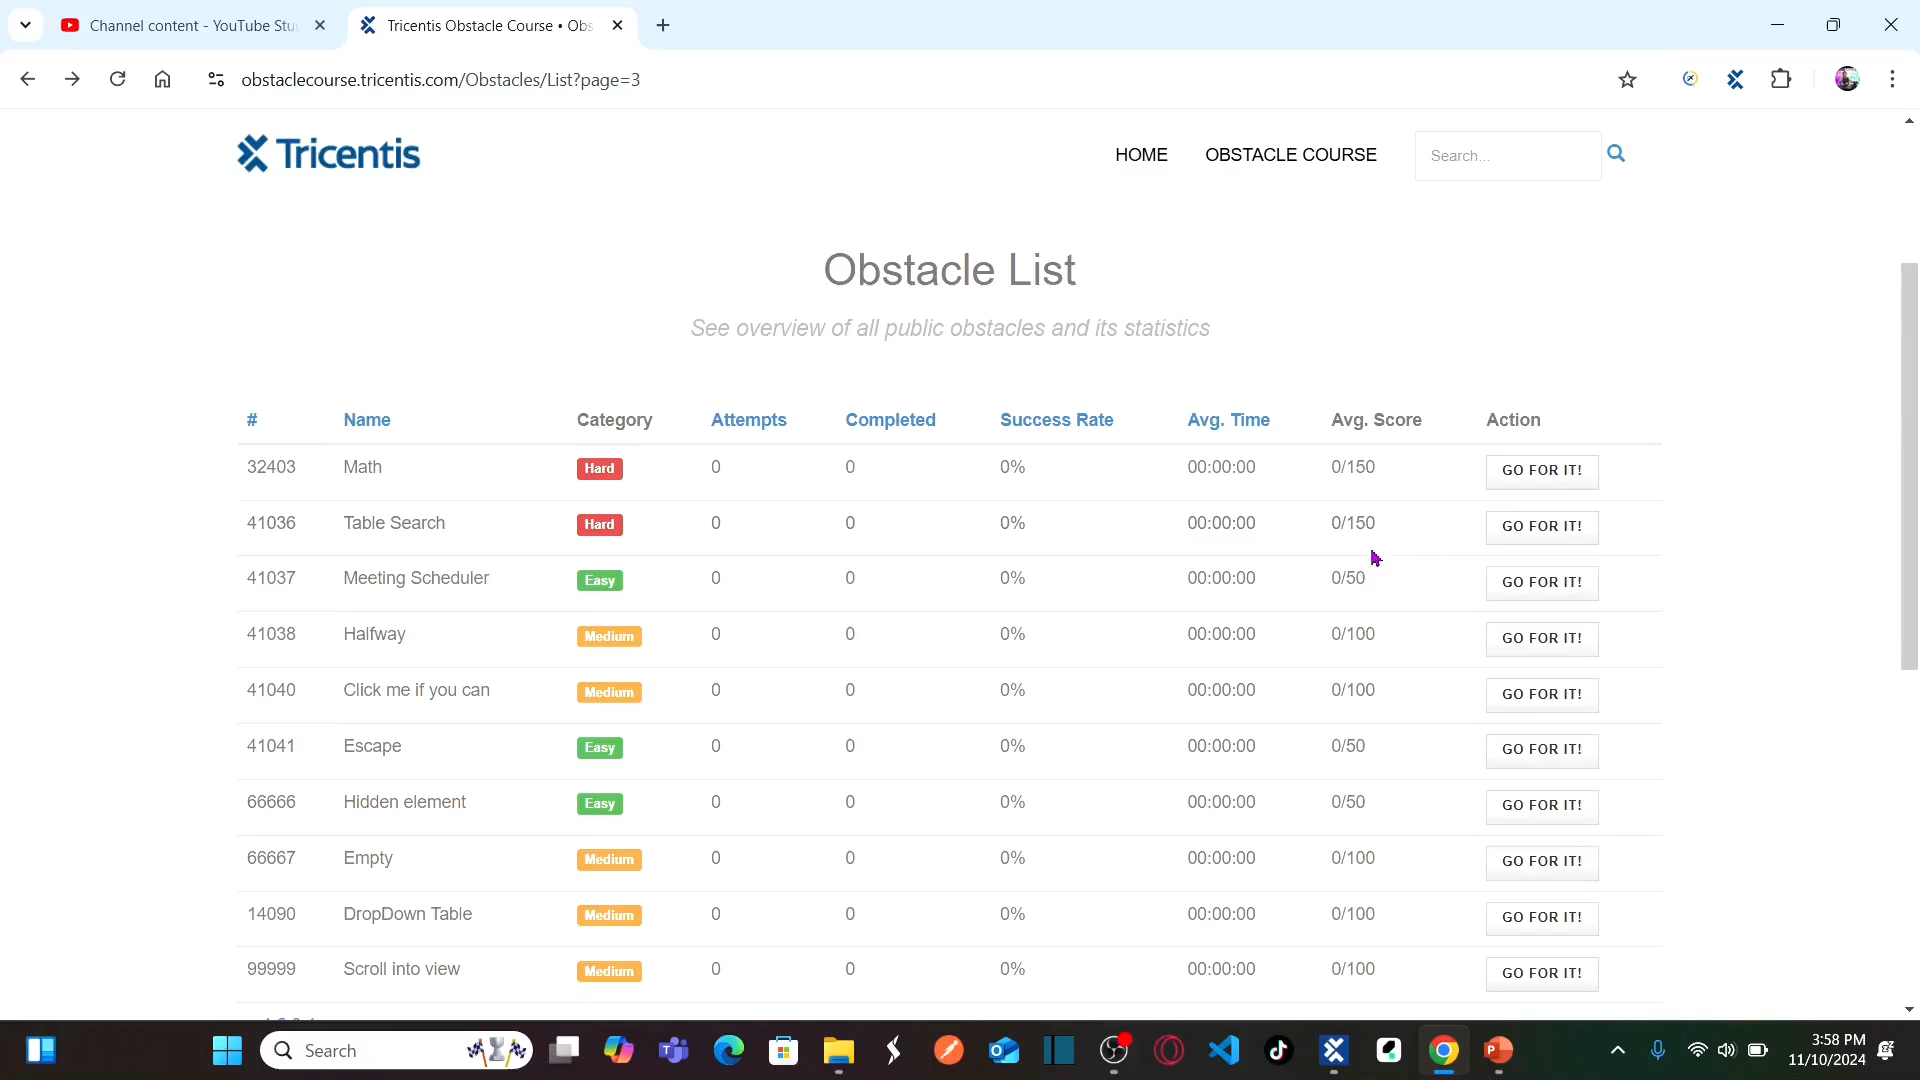 Channel content - YouTube Stu
Tricentis Obstacle Course • Obs
obstaclecourse.tricentis.com/Obstacles/List?page=3
Tricentis
HOME
OBSTACLE COURSE
Search...
Obstacle List
See overview of all public obstacles and its statistics
# Name Category Attempts Completed Success Rate Avg. Time Avg. Score Action
32403 Math Hard 0 0 0% 00:00:00 0/150 GO FOR IT!
41036 Table Search Hard 0 0 0% 00:00:00 0/150 GO FOR IT!
41037 Meeting Scheduler Easy 0 0 0% 00:00:00 0/50 GO FOR IT!
41038 Halfway Medium 0 0 0% 00:00:00 0/100 GO FOR IT!
41040 Click me if you can Medium 0 0 0% 00:00:00 0/100 GO FOR IT!
41041 Escape Easy 0 0 0% 00:00:00 0/50 GO FOR IT!
66666 Hidden element Easy 0 0 0% 00:00:00 0/50 GO FOR IT!
66667 Empty Medium 0 0 0% 00:00:00 0/100 GO FOR IT!
14090 DropDown Table Medium 0 0 0% 00:00:00 0/100 GO FOR IT!
99999 Scroll into view Medium 0 0 0% 00:00:00 0/100 GO FOR IT!
Search
3:58 PM
11/10/2024